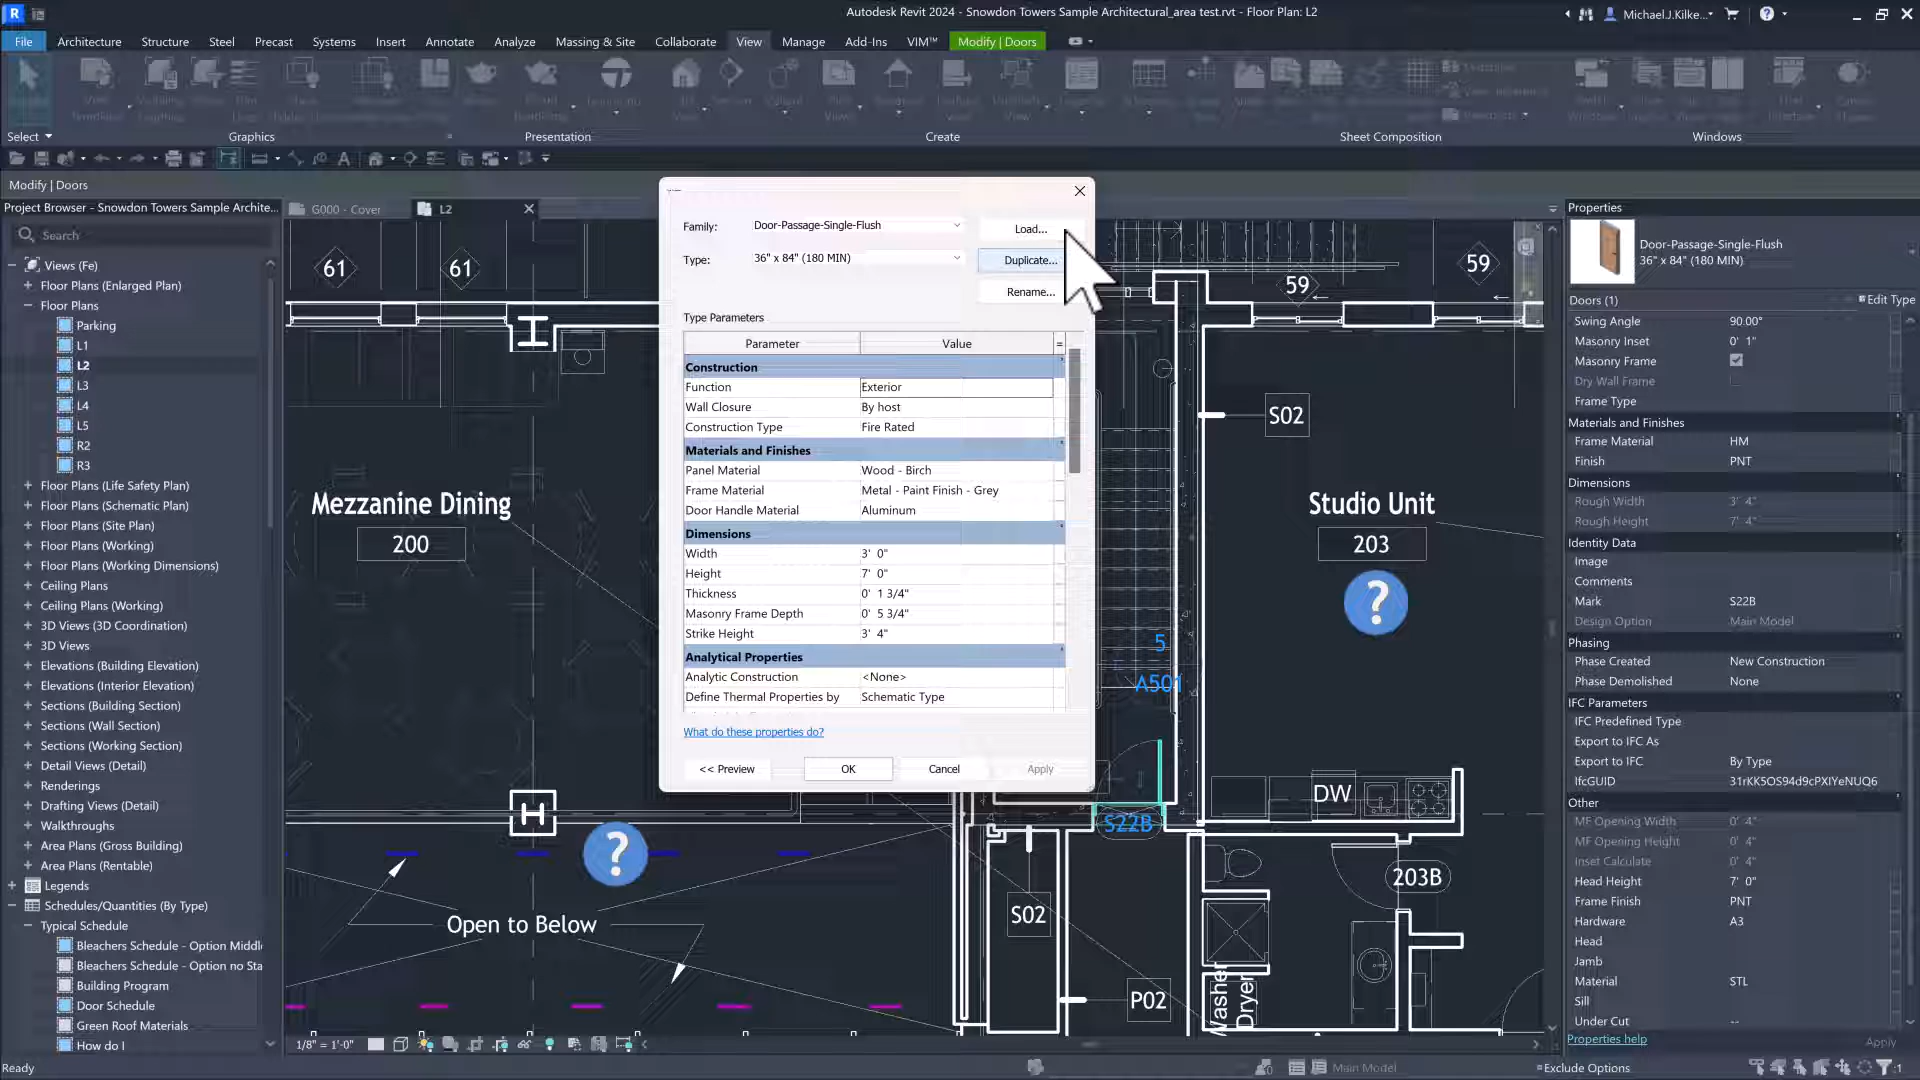 R
Autodesk Revit 2024 - Snowdon Towers Sample Architectural_area test.rvt - Floor Plan: L2
Michael.J.Kilke...
File
Architecture
Structure
Steel
Precast
Systems
Insert
Annotate
Analyze
Massing & Site
Collaborate
View
Manage
Add-Ins
VIM™
Modify | Doors
Select
Graphics
Presentation
Create
Sheet Composition
Windows
Modify | Doors
Project Browser - Snowdon Towers Sample Archite...
Search
Views (Fe)
Floor Plans (Enlarged Plan)
Floor Plans
Parking
L1
L2
L3
L4
L5
R2
R3
Floor Plans (Life Safety Plan)
Floor Plans (Schematic Plan)
Floor Plans (Site Plan)
Floor Plans (Working)
Floor Plans (Working Dimensions)
Ceiling Plans
Ceiling Plans (Working)
3D Views (3D Coordination)
3D Views
Elevations (Building Elevation)
Elevations (Interior Elevation)
Sections (Building Section)
Sections (Wall Section)
Sections (Working Section)
Detail Views (Detail)
Renderings
Drafting Views (Detail)
Walkthroughs
Area Plans (Gross Building)
Area Plans (Rentable)
Legends
Schedules/Quantities (By Type)
Typical Schedule
Bleachers Schedule - Option Middl
Bleachers Schedule - Option no Sta
Building Program
Door Schedule
Green Roof Materials
How do I
G000 - Cover
L2
61
61
59
59
Mezzanine Dining
200
Open to Below
Studio Unit
203
S02
5
A501
S22B
DW
203B
S02
P02
Washer
Dryer
1/8" = 1'-0"
Family:
Door-Passage-Single-Flush
Load...
Type:
36" x 84" (180 MIN)
Duplicate...
Rename...
Type Parameters
Parameter Value =
Construction
Function Exterior
Wall Closure By host
Construction Type Fire Rated
Materials and Finishes
Panel Material Wood - Birch
Frame Material Metal - Paint Finish - Grey
Door Handle Material Aluminum
Dimensions
Width 3' 0"
Height 7' 0"
Thickness 0' 1 3/4"
Masonry Frame Depth 0' 5 3/4"
Strike Height 3' 4"
Analytical Properties
Analytic Construction <None>
Define Thermal Properties by Schematic Type
What do these properties do?
<< Preview
OK
Cancel
Apply
Properties
Door-Passage-Single-Flush
36" x 84" (180 MIN)
Doors (1)
Edit Type
Swing Angle 90.00°
Masonry Inset 0' 1"
Masonry Frame
Dry Wall Frame
Frame Type
Materials and Finishes
Frame Material HM
Finish PNT
Dimensions
Rough Width 3' 4"
Rough Height 7' 4"
Identity Data
Image
Comments
Mark S22B
Design Option Main Model
Phasing
Phase Created New Construction
Phase Demolished None
IFC Parameters
IFC Predefined Type
Export to IFC As
Export to IFC By Type
IfcGUID 31rKK5OS94d9cPXIYeNUQ6
Other
MF Opening Width 0' 4"
MF Opening Height 0' 4"
Inset Calculate 0' 4"
Head Height 7' 0"
Frame Finish PNT
Hardware A3
Head
Jamb
Material STL
Sill
Under Cut --
Properties help
Apply
Ready
Main Model
Exclude Options
:1